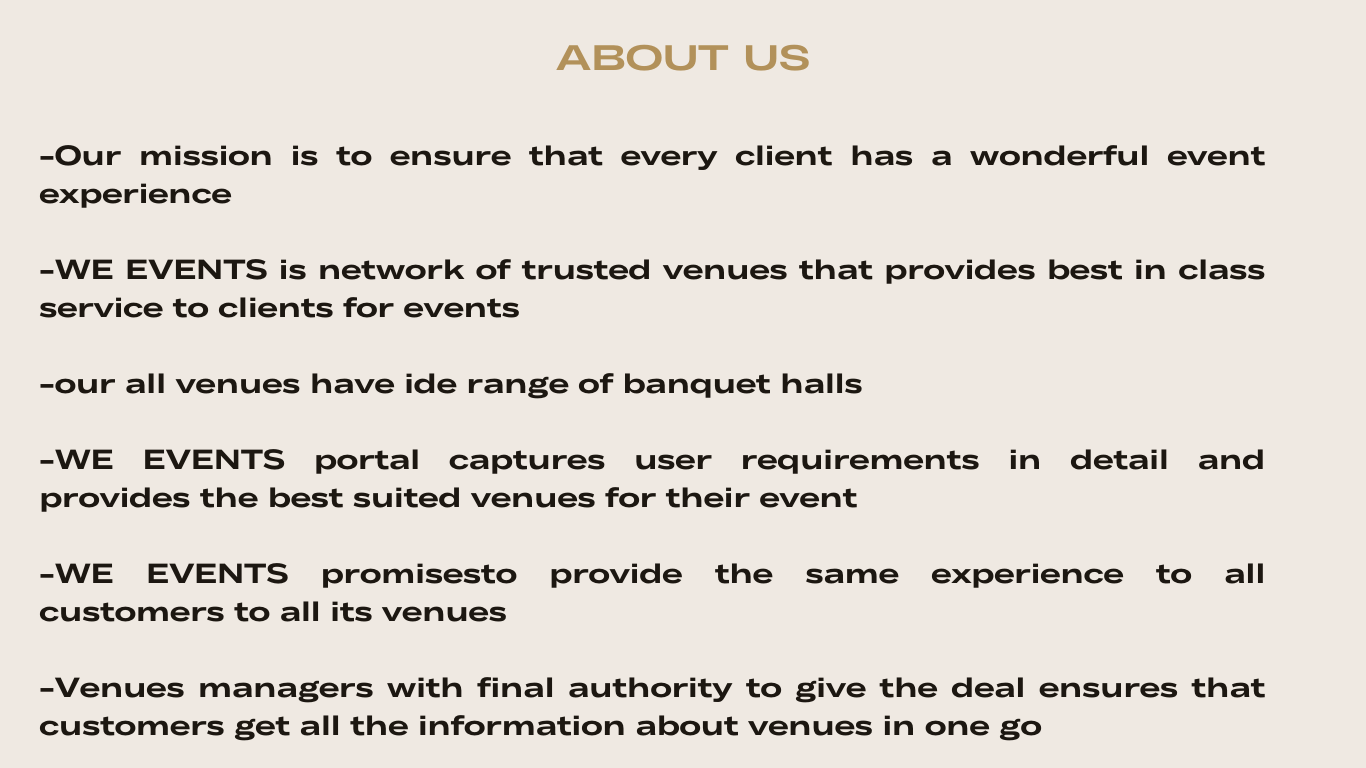 ABOUT US
-Our mission is to ensure that every client has a wonderful event
experience
-WE EVENTS is network of trusted venues that provides best in class
service to clients for events
-our all venues have ide range of banquet halls
-WE EVENTS portal captures user requirements in detail and
provides the best suited venues for their event
-WE EVENTS promisesto provide the same experience to all
customers to all its venues
-Venues managers with final authority to give the deal ensures that
customers get all the information about venues in one go